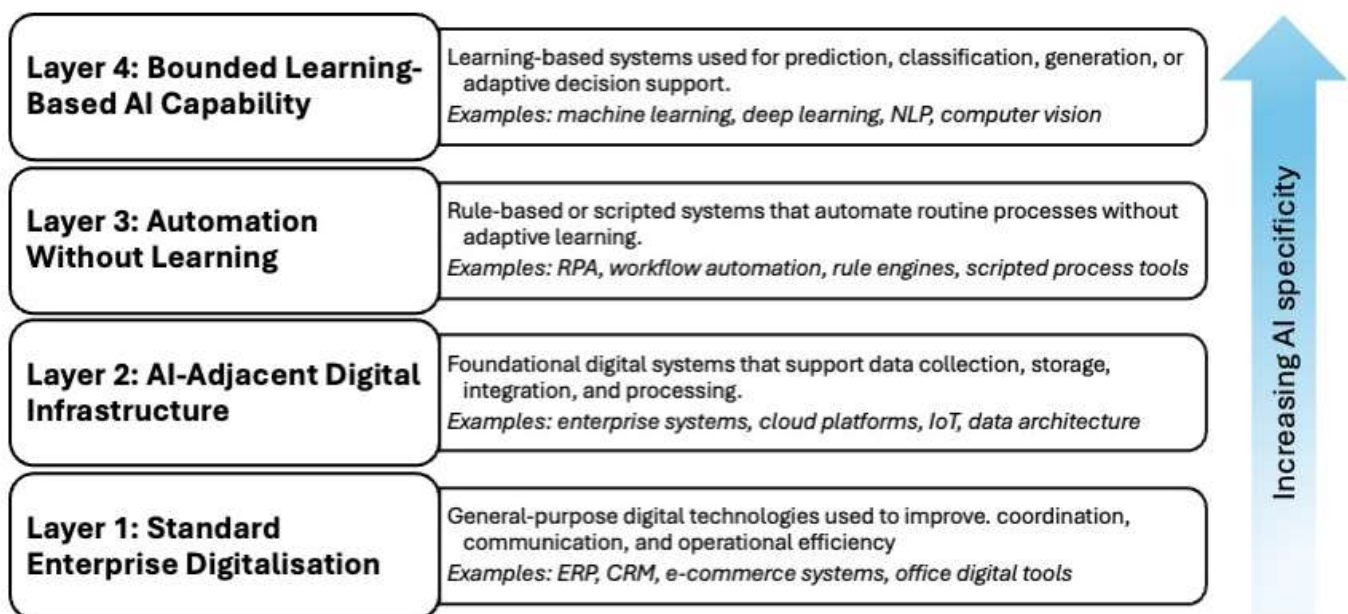 Layer 4: Bounded Learning-
Based AI Capability
Learning-based systems used for prediction, classification, generation, or
adaptive decision support.
Examples: machine learning, deep learning, NLP, computer vision
Layer 3: Automation
Without Learning
Rule-based or scripted systems that automate routine processes without
adaptive learning.
Examples: RPA, workflow automation, rule engines, scripted process tools
Layer 2: AI-Adjacent Digital
Infrastructure
Foundational digital systems that support data collection, storage,
integration, and processing.
Examples: enterprise systems, cloud platforms, IoT, data architecture
Layer 1: Standard
Enterprise Digitalisation
General-purpose digital technologies used to improve. coordination,
communication, and operational efficiency
Examples: ERP, CRM, e-commerce systems, office digital tools
Increasing AI specificity